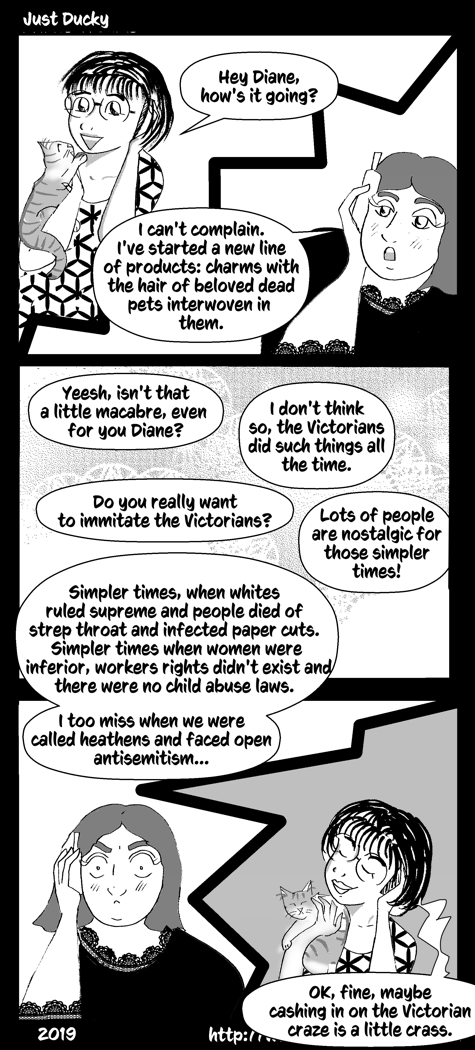 Just Ducky
Hey Diane,
how's it going?
I can't complain.
I've started a new line
of products: charms with
the hair of beloved dead
pets interwoven in
them.
Yeesh, isn't that
a little macabre, even
for you Diane?
I don't think
so, the Victorians
did such things all
the time.
Do you really want
to immitate the Victorians?
Lots of people
are nostalgic for
those simpler
times!
Simpler times, when whites
ruled supreme and people died of
strep throat and infected paper cuts.
Simpler times when women were
inferior, workers rights didn't exist and
there were no child abuse laws.
I too miss when we were
called heathens and faced open
antisemitism...
OK, fine, maybe
cashing in on the Victorian
craze is a little crass.
2019